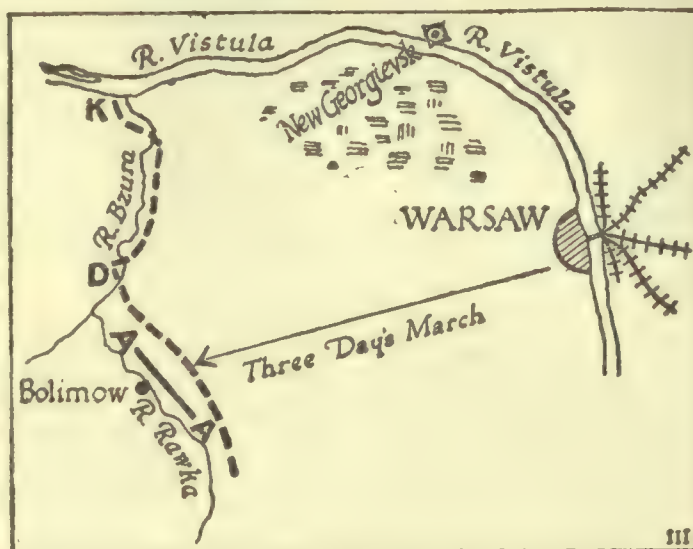 R. Vistula
R. Vistula
New Georgievsk
K
R. Bzura
WARSAW
D
Three Day's March
A
Bolimow
R. Rawka
A
III